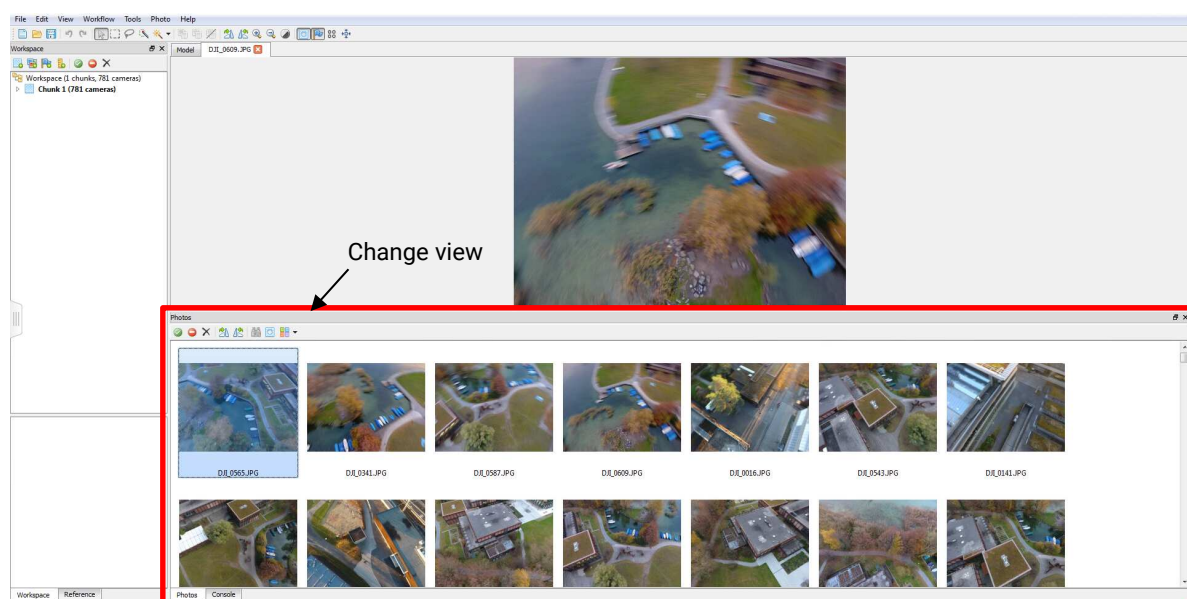 File Edit View Workflow Tools Photo Help
Workspace
Model DJI_0609.JPG
Workspace (1 chunks, 781 cameras)
Chunk 1 (781 cameras)
Change view
Photos
DJI_0565.JPG DJI_0341.JPG DJI_0587.JPG DJI_0609.JPG DJI_0016.JPG DJI_0543.JPG DJI_0141.JPG
Workspace Reference Photos Console